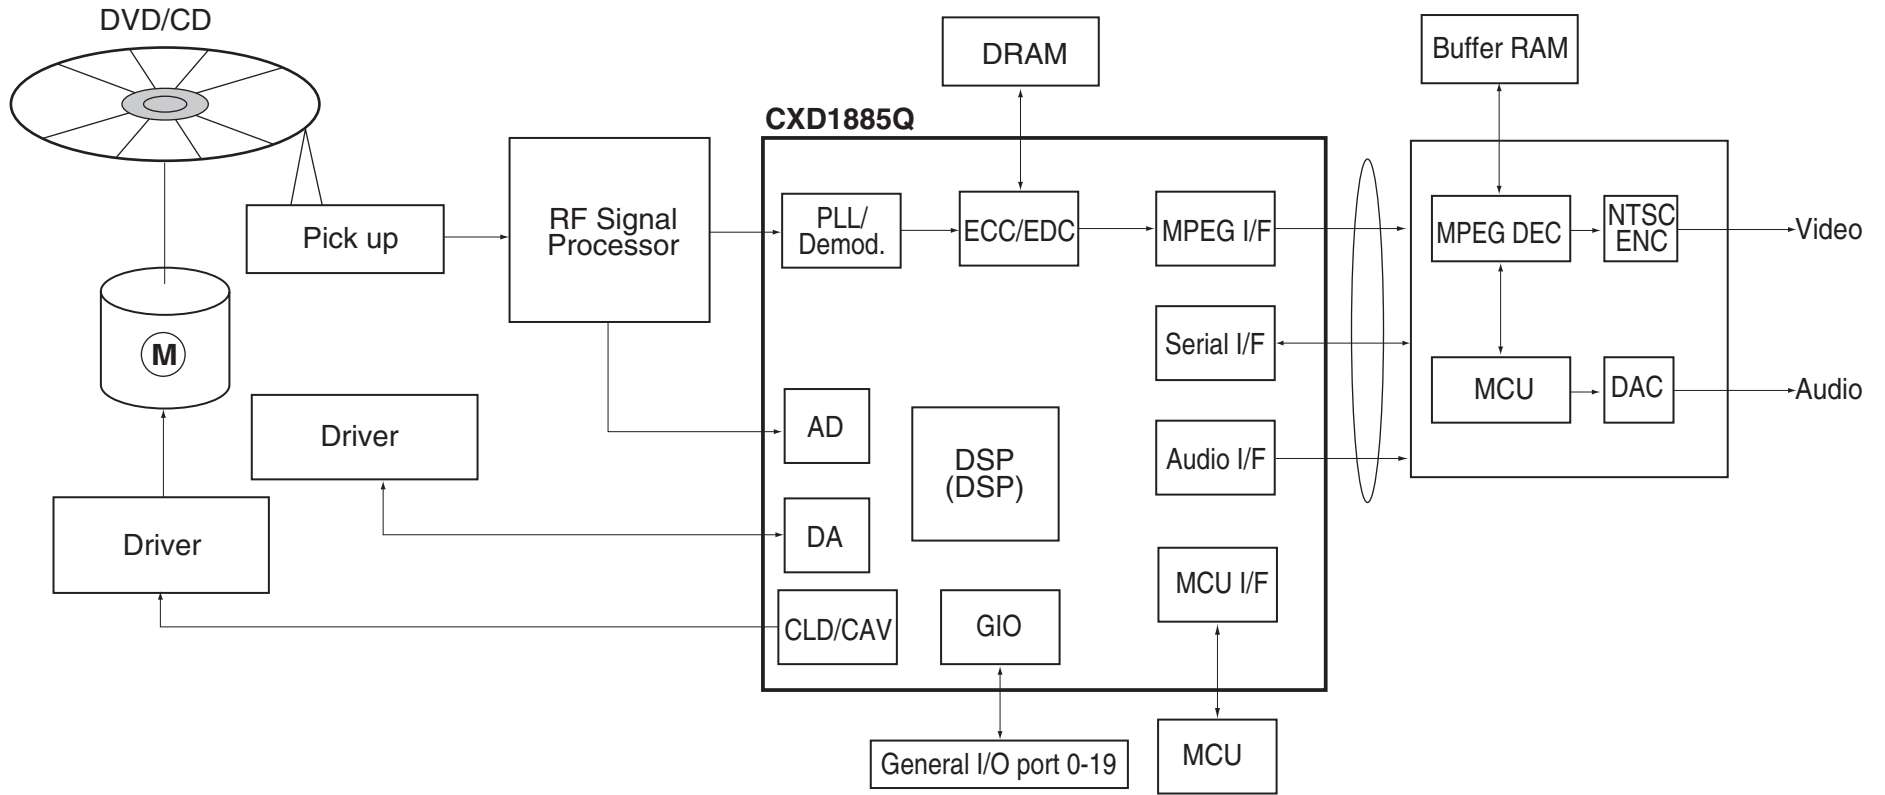 DVD/CD
DRAM
Buffer RAM
CXD1885Q
Pick up
RF Signal
Processor
PLL/
Demod.
ECC/EDC
MPEG I/F
MPEG DEC
NTSC
ENC
Video
M
Serial I/F
MCU
DAC
Audio
Driver
AD
DSP
(DSP)
Audio I/F
Driver
DA
MCU I/F
CLD/CAV
GIO
General I/O port 0-19
MCU